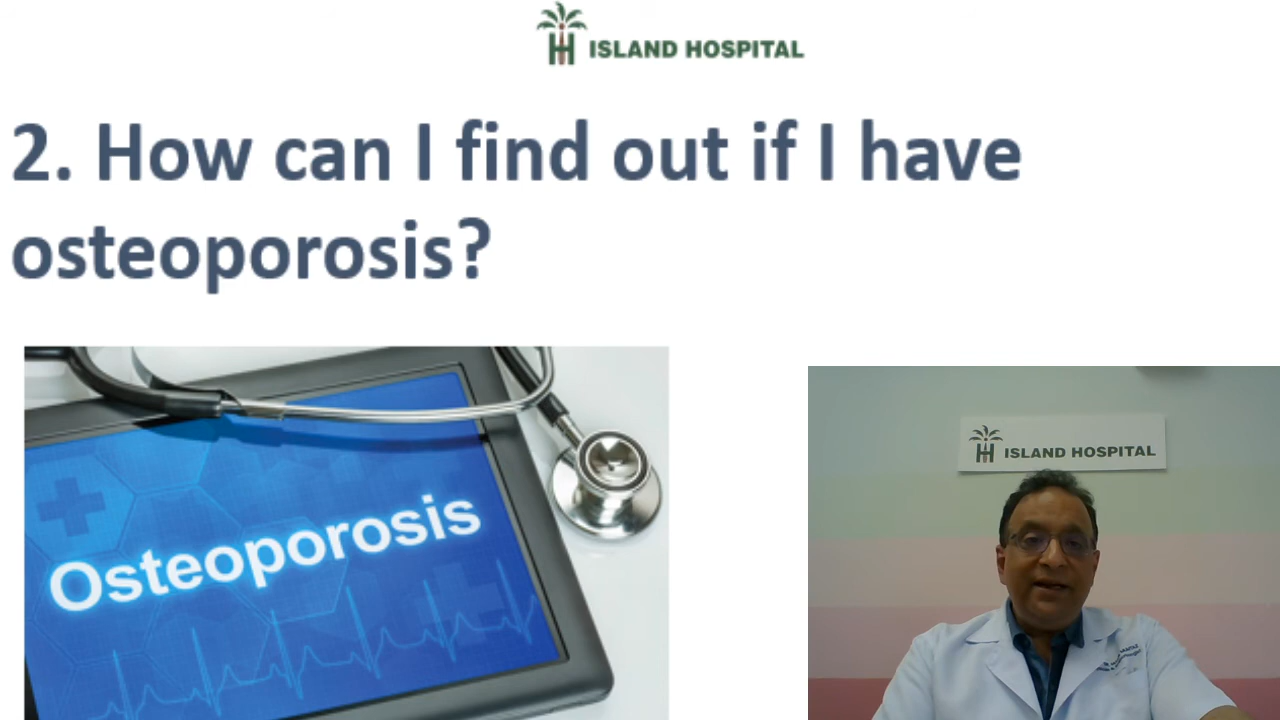 ISLAND HOSPITAL
2. How can I find out if I have
osteoporosis?
Osteoporosis
ISLAND HOSPITAL